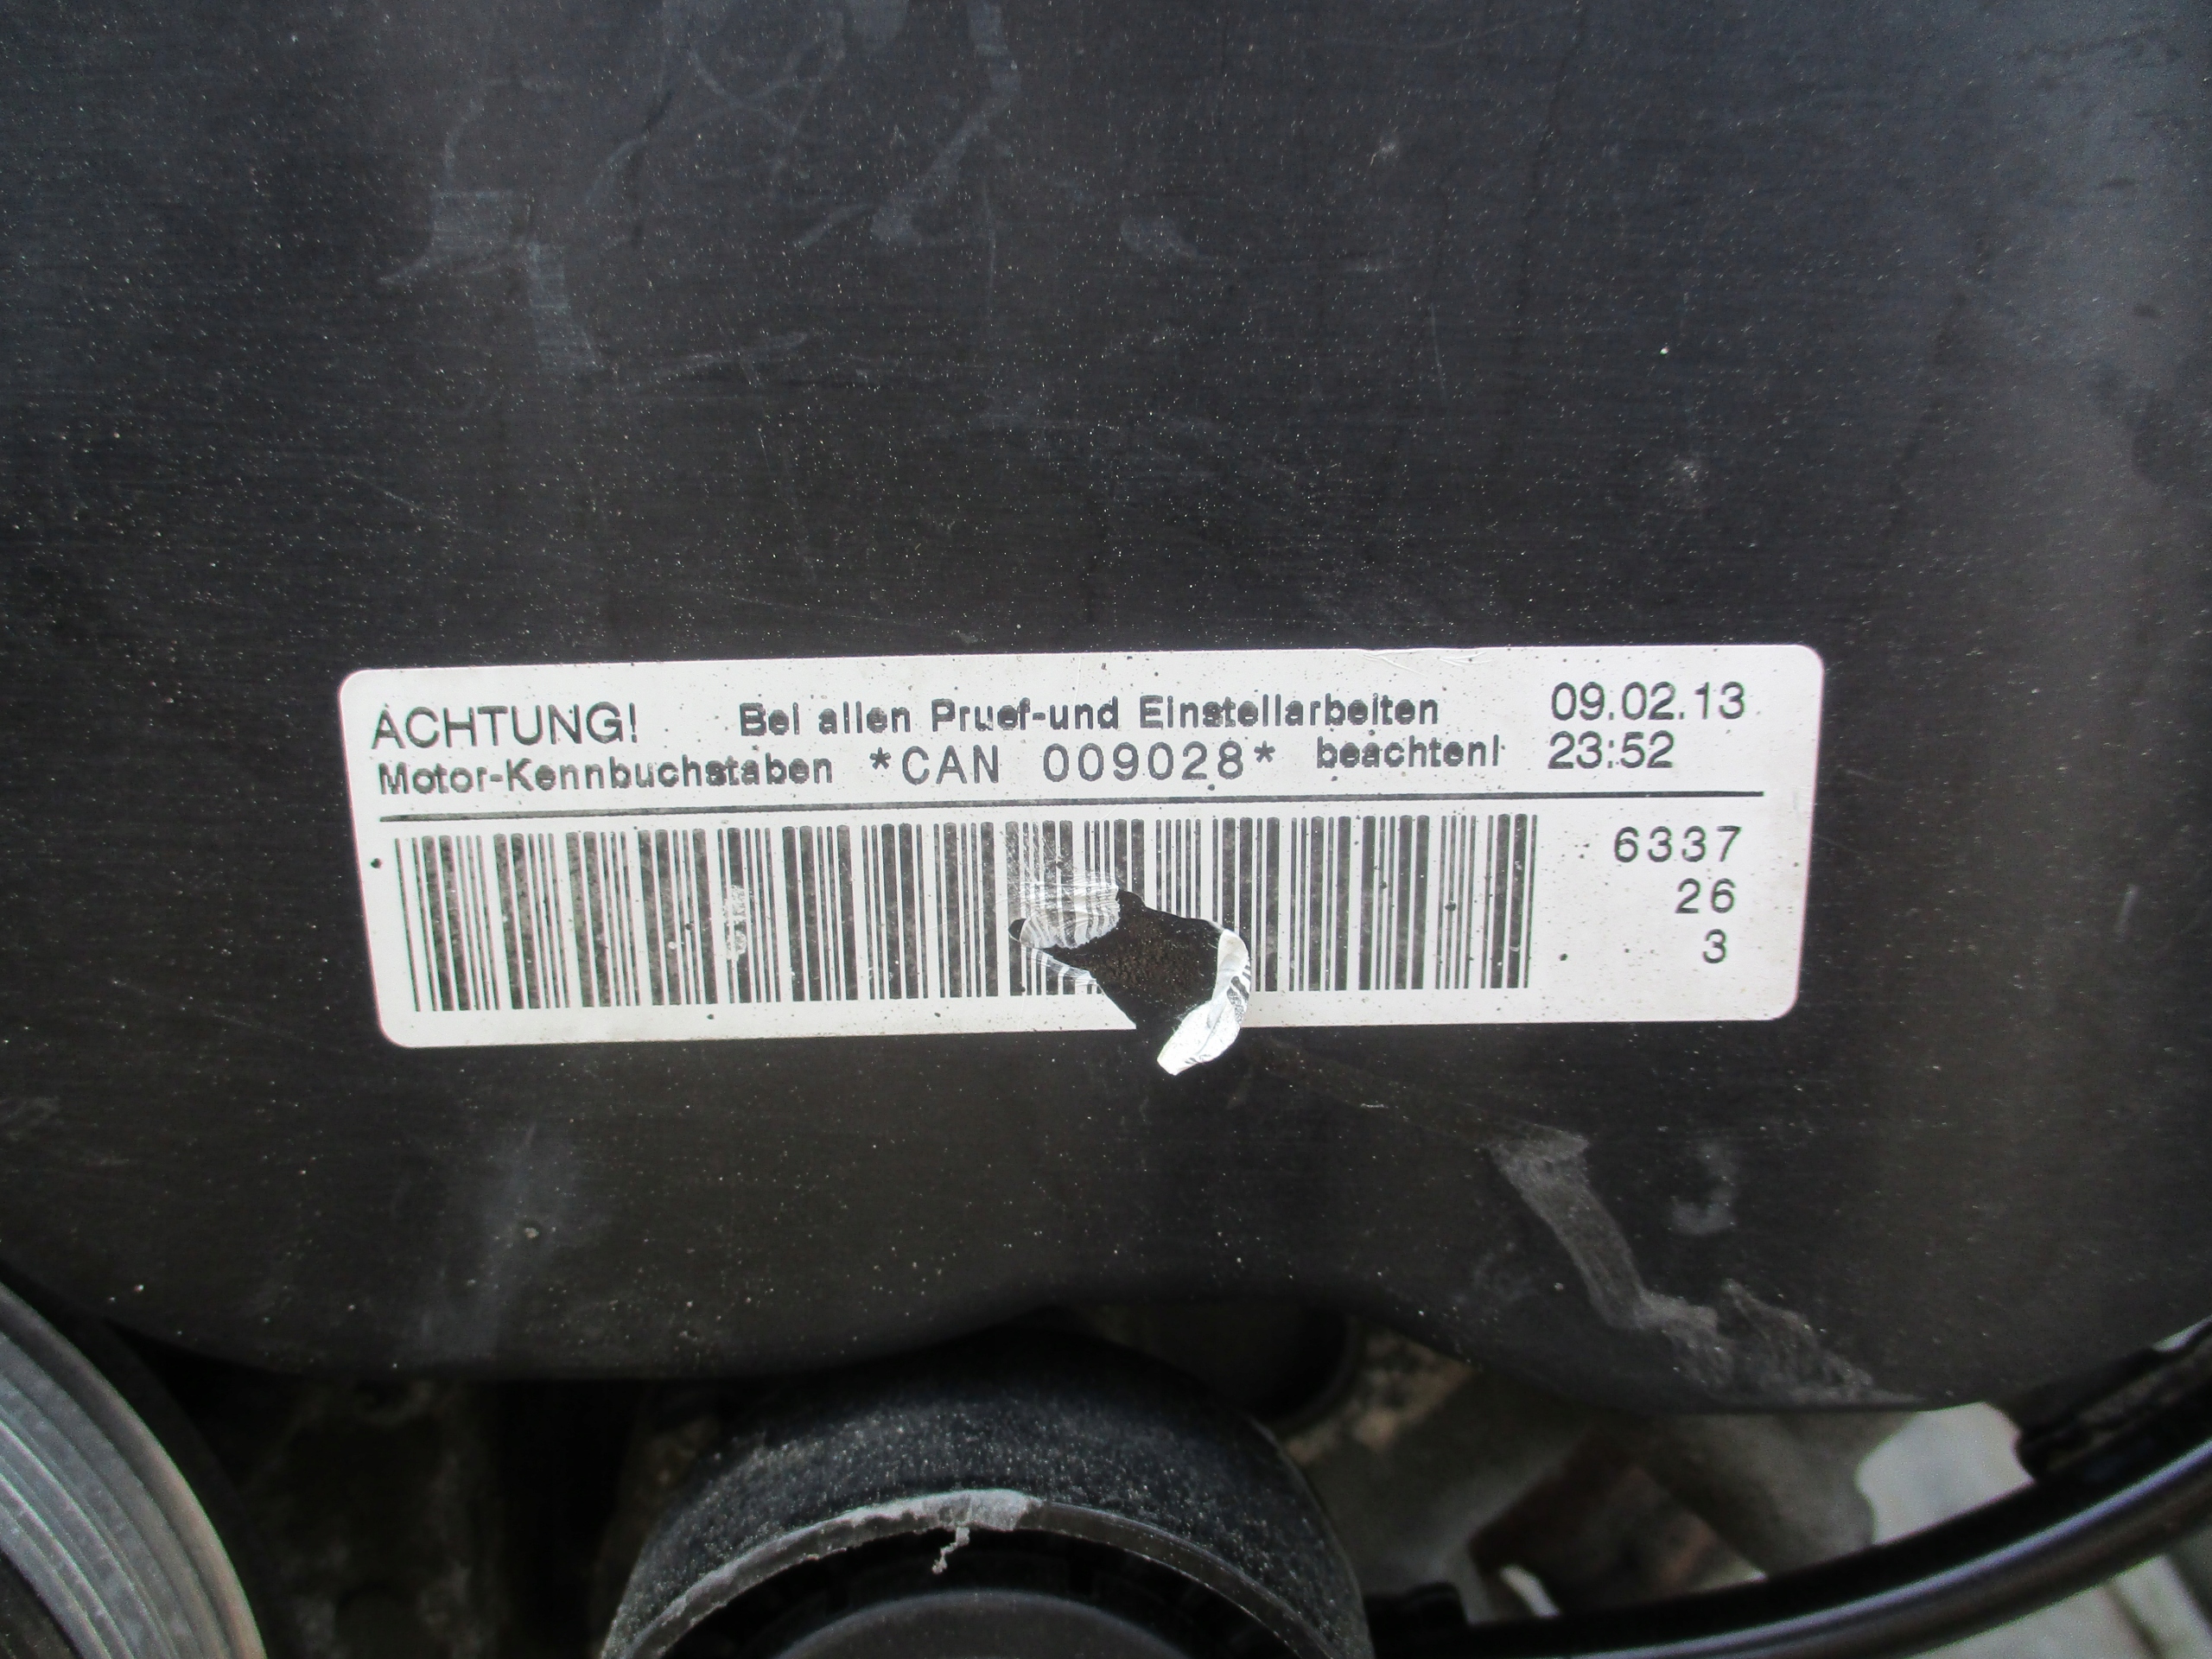 ACHTUNG! Bei allen Pruef-und Einstellarbeiten 09.02.13
Motor-Kennbuchstaben *CAN 009028* beachten! 23:52
6337
26
3